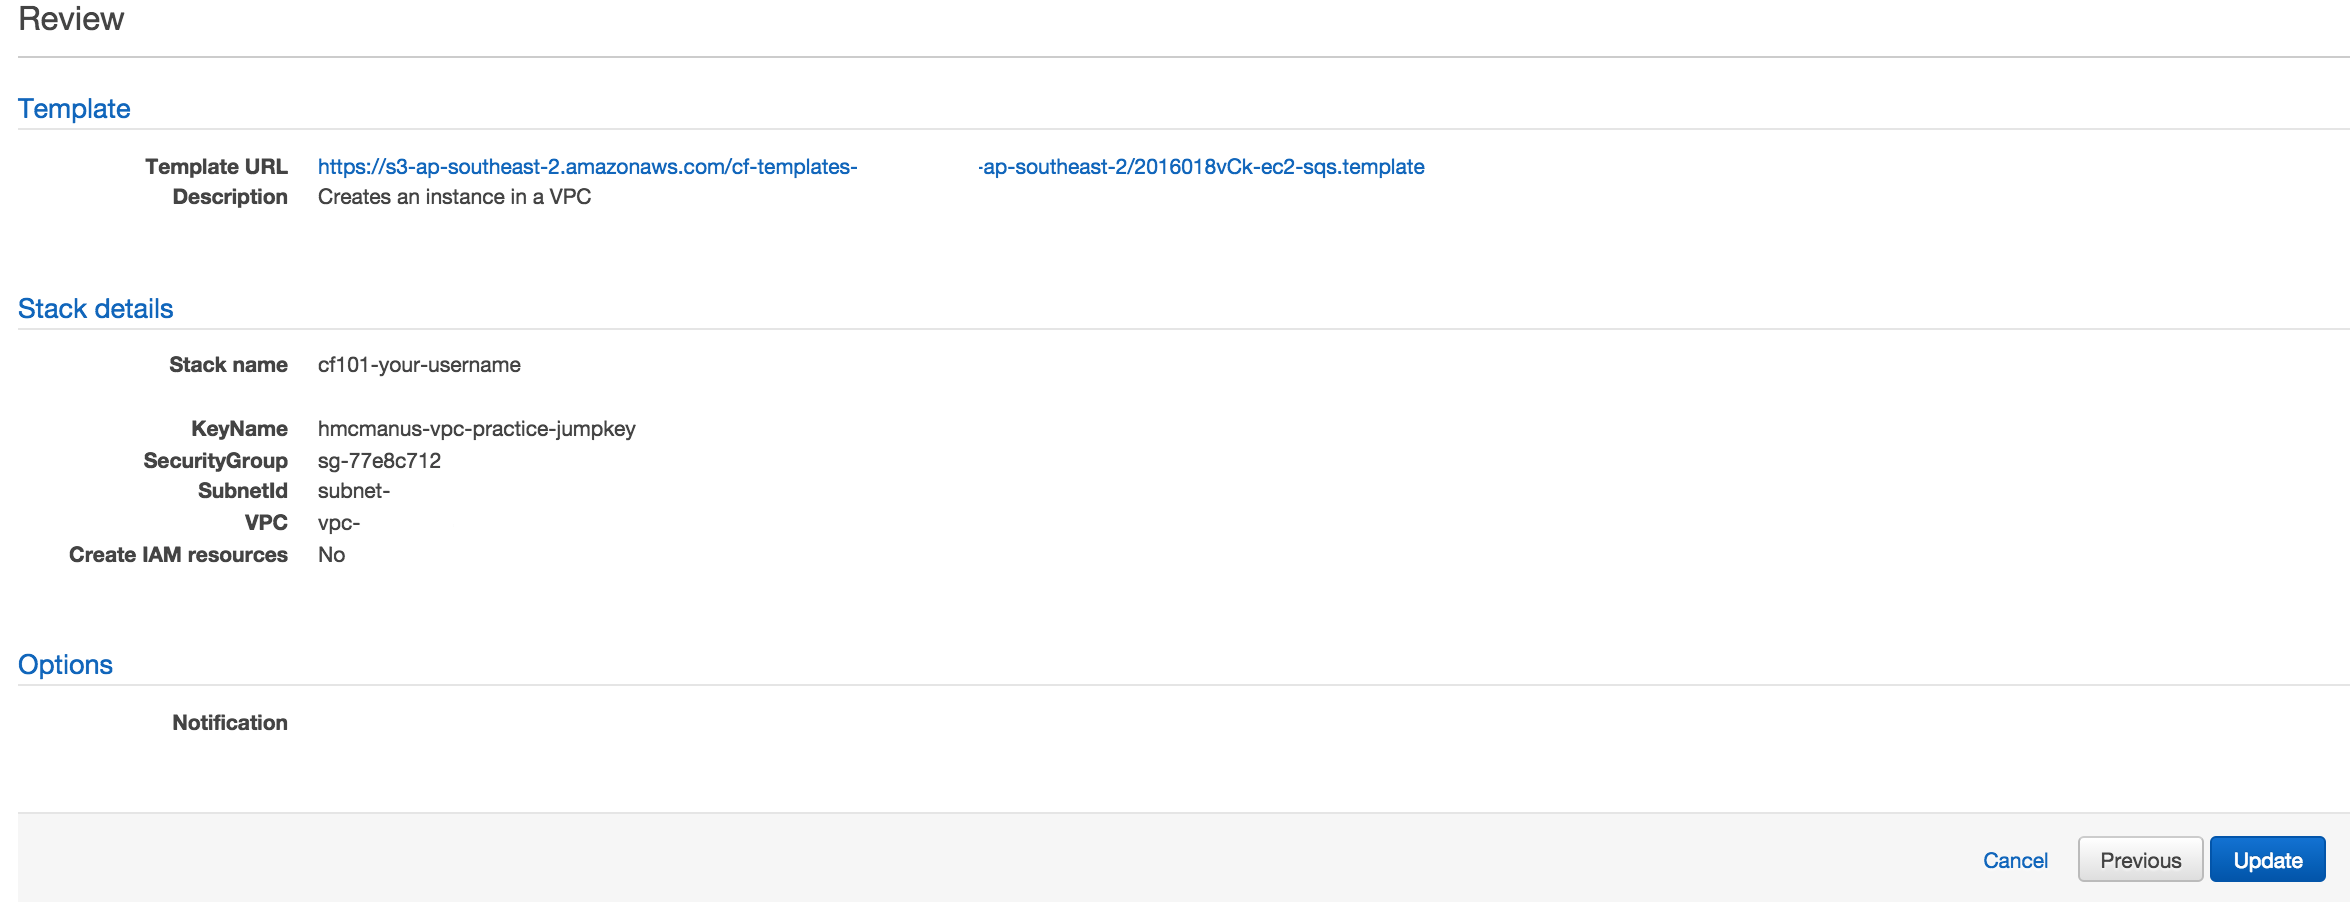 Review
Template
Template URL https://s3-ap-southeast-2.amazonaws.com/cf-templates- -ap-southeast-2/2016018vCk-ec2-sqs.template
Description Creates an instance in a VPC
Stack details
Stack name cf101-your-username
KeyName hmcmanus-vpc-practice-jumpkey
SecurityGroup sg-77e8c712
SubnetId subnet-
VPC vpc-
Create IAM resources No
Options
Notification
Cancel Previous Update